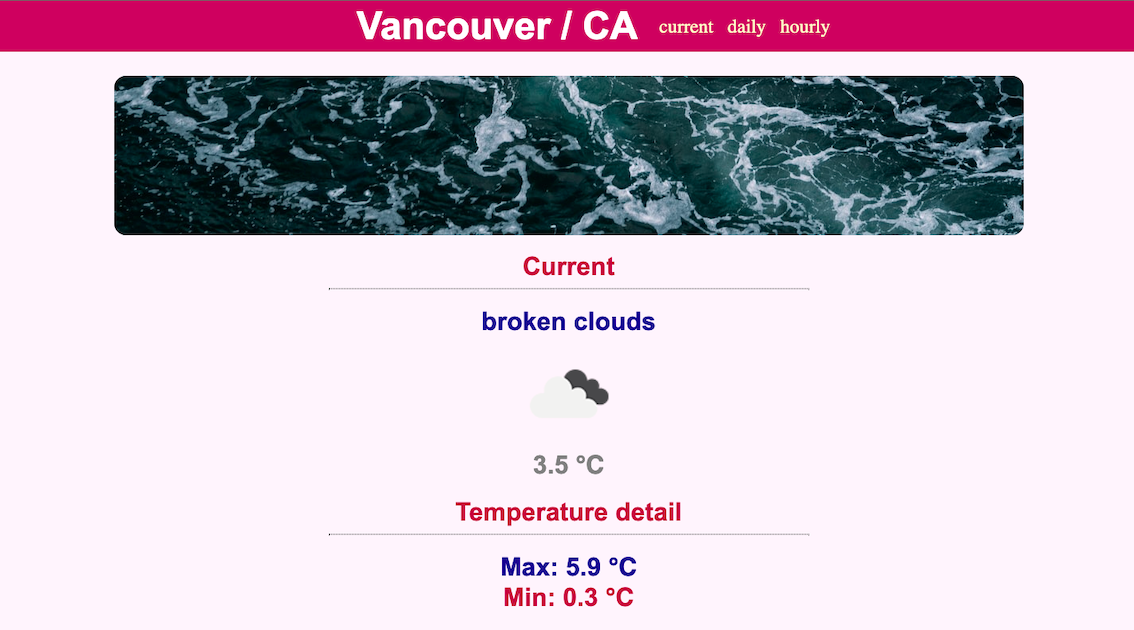 Vancouver / CA current daily hourly
Current
broken clouds
3.5 °C
Temperature detail
Max: 5.9 °C
Min: 0.3 °C